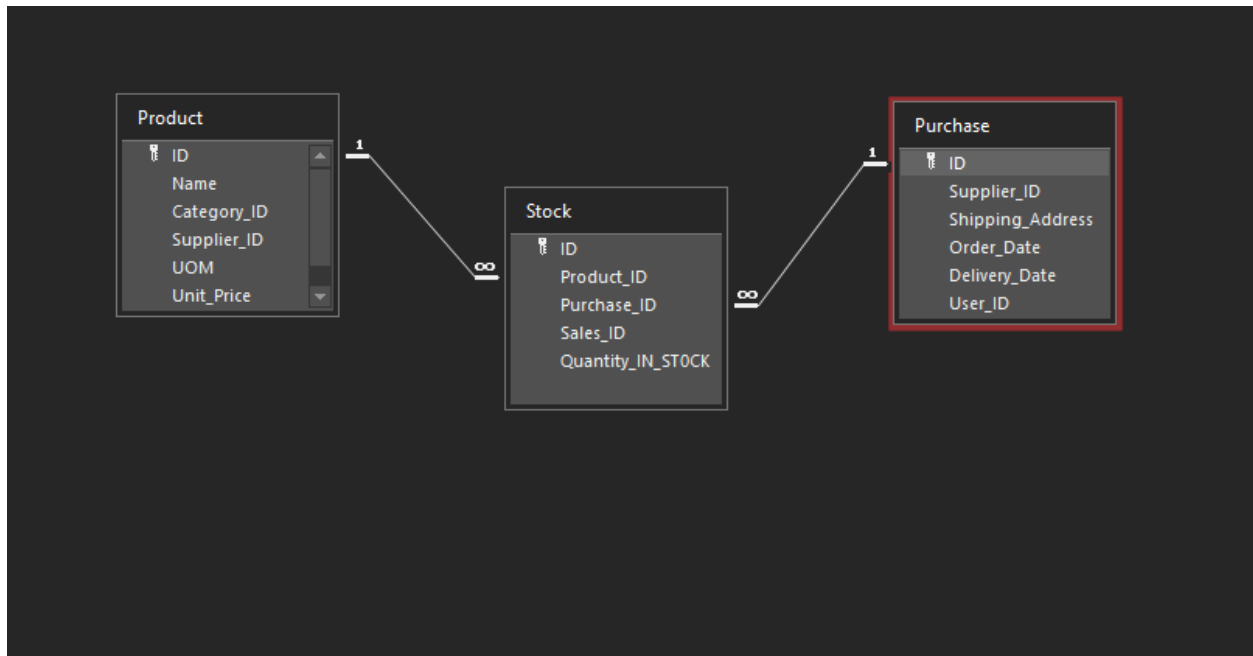 Product
ID
Name
Category_ID
Supplier_ID
UOM
Unit_Price
1
∞
Stock
ID
Product_ID
Purchase_ID
Sales_ID
Quantity_IN_ST0CK
∞
1
Purchase
ID
Supplier_ID
Shipping_Address
Order_Date
Delivery_Date
User_ID